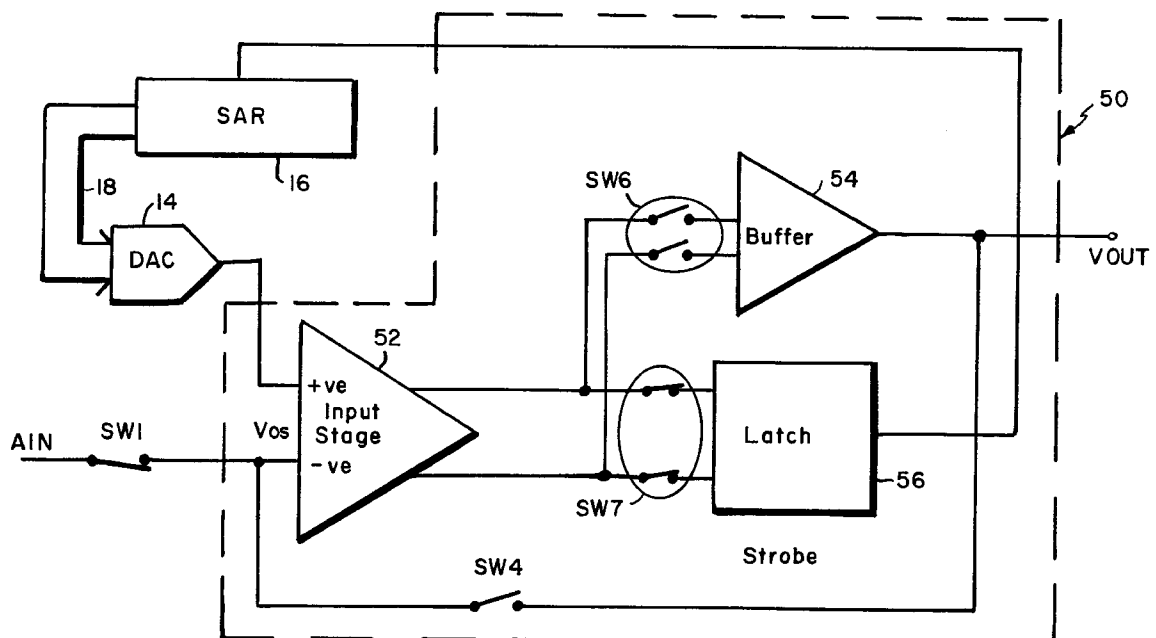 SAR
50
18
16
14
DAC
SW6
54
Buffer
VOUT
52
+ve
Input
Stage
-ve
Vos
AIN
SW1
SW7
Latch
56
Strobe
SW4